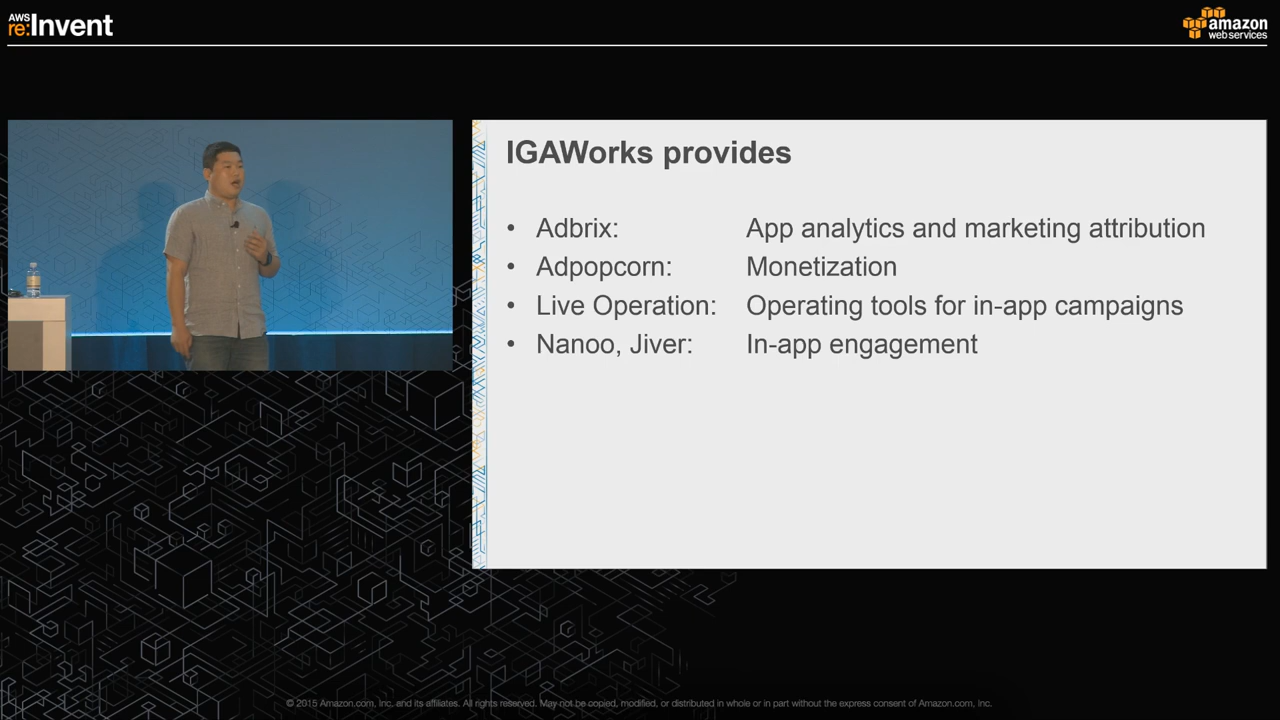 AWS
re:Invent
amazon
web services
IGAWorks provides
• Adbrix: App analytics and marketing attribution
• Adpopcorn: Monetization
• Live Operation: Operating tools for in-app campaigns
• Nanoo, Jiver: In-app engagement
© 2015 Amazon.com, Inc. and its affiliates. All rights reserved. May not be copied, modified, or distributed in whole or in part without the express consent of Amazon.com, Inc.